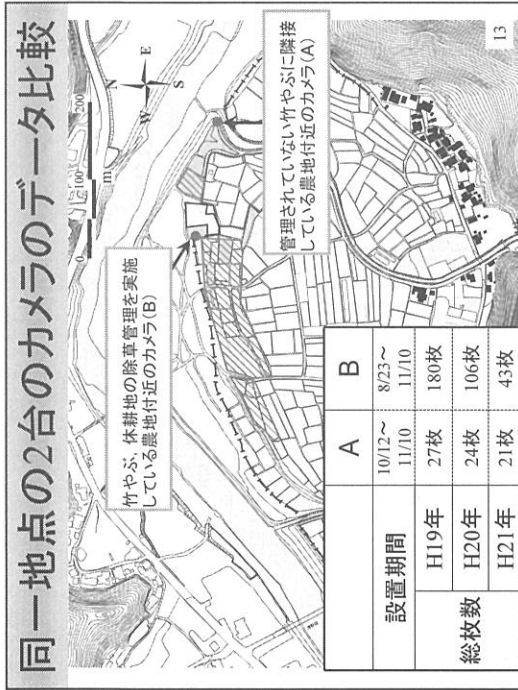 同一地点の2台のカメラのデータ比較
0 100 200
m
N
W E
S
竹やぶ、休耕地の除草管理を実施
している農地付近のカメラ(B)
管理されていない竹やぶに隣接
している農地付近のカメラ(A)
A B
設置期間 10/12～11/10 8/23～11/10
総枚数
H19年 27枚 180枚
H20年 24枚 106枚
H21年 21枚 43枚
13